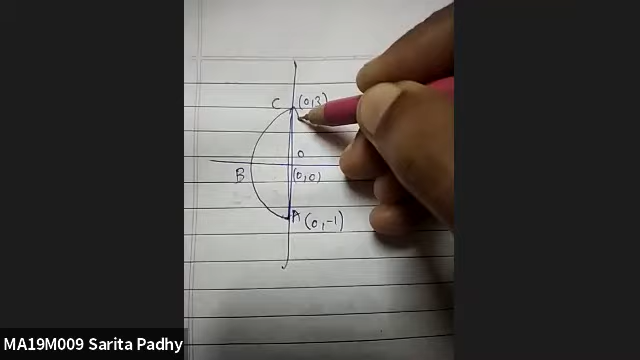 C (0,3)
O
B (0,0)
A (0,-1)
MA19M009 Sarita Padhy